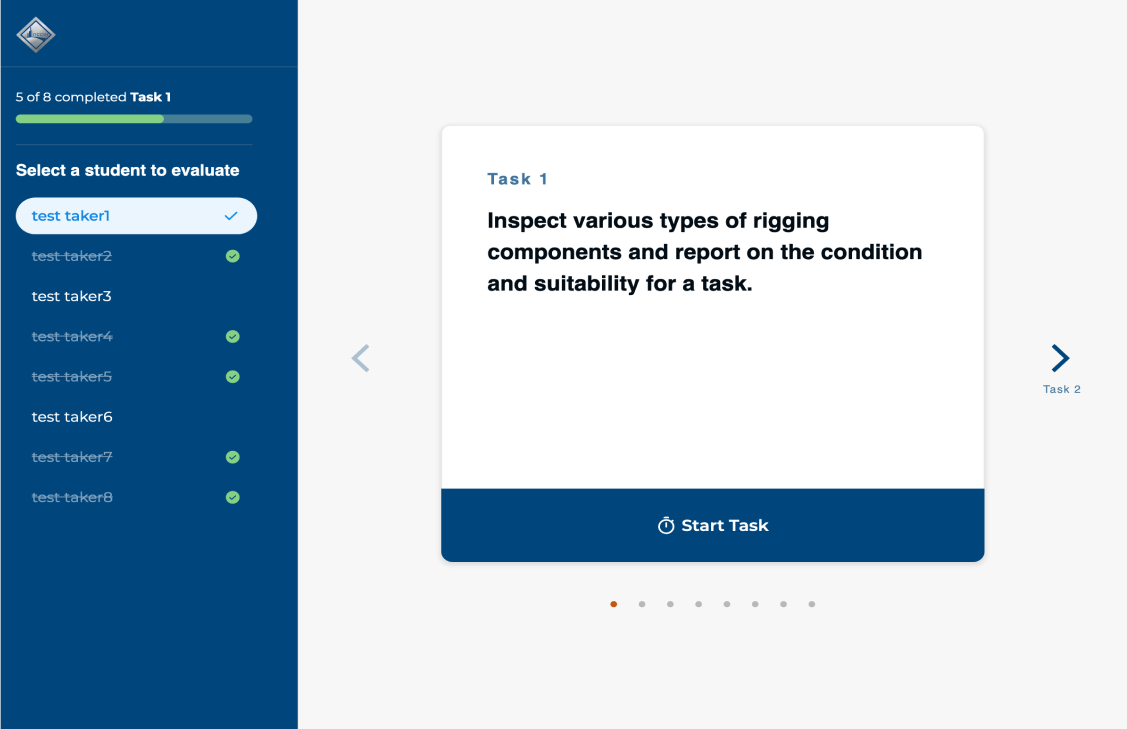 5 of 8 completed Task 1
Select a student to evaluate
test taker1
test taker2
test taker3
test taker4
test taker5
test taker6
test taker7
test taker8
Task 1
Inspect various types of rigging
components and report on the condition
and suitability for a task.
Start Task
Task 2